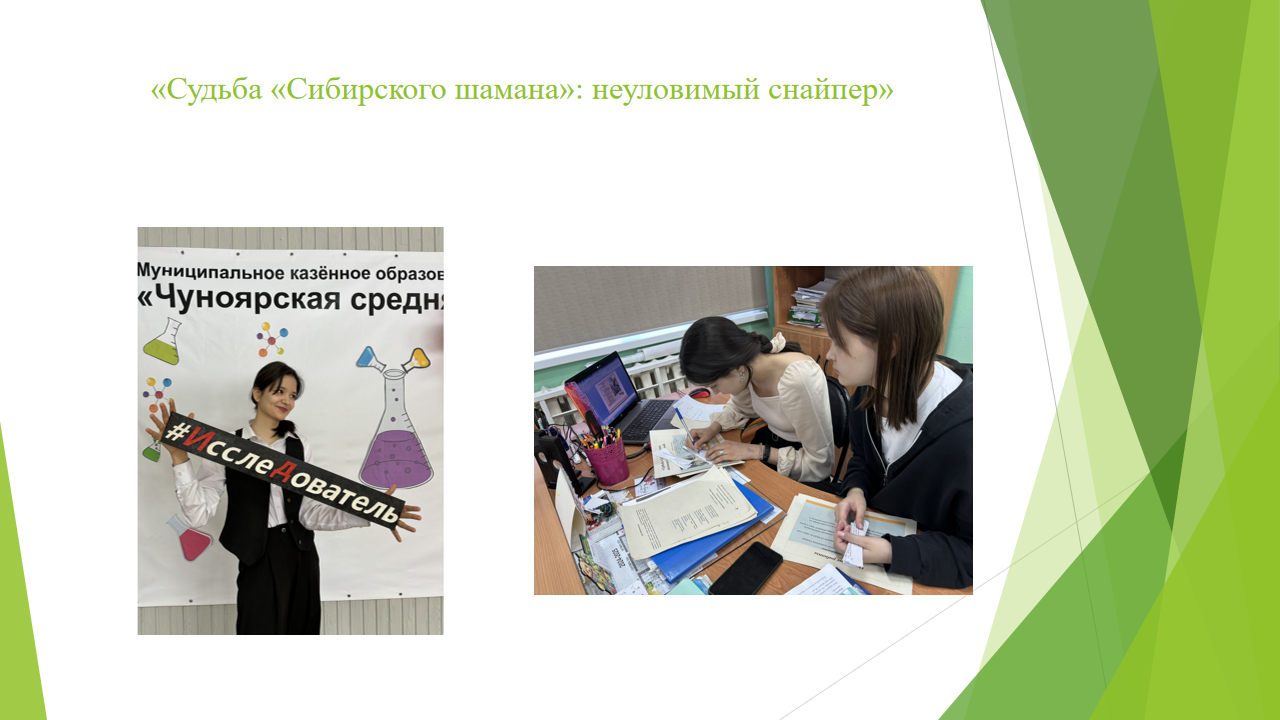 «Судьба «Сибирского шамана»: неуловимый снайпер»
Муниципальное казённое образов
«Чуноярская средня
#ИсслеДователь